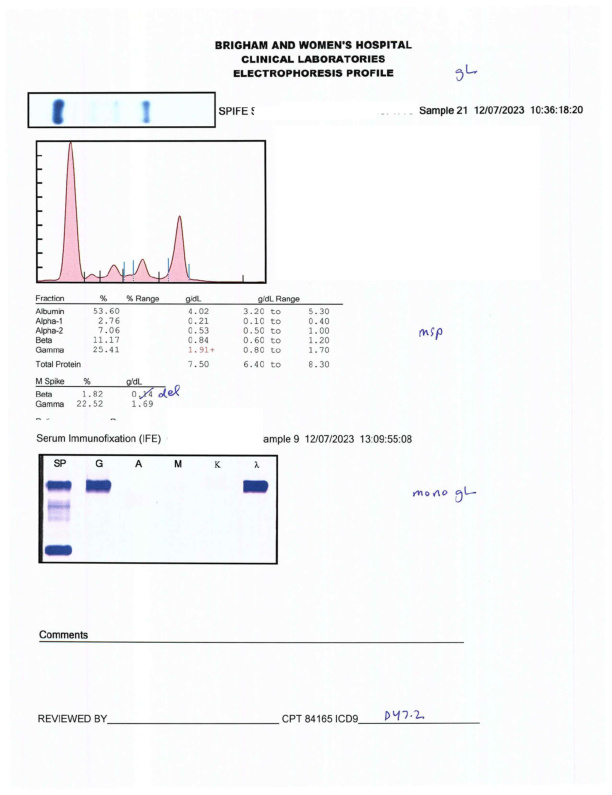 BRIGHAM AND WOMEN'S HOSPITAL
CLINICAL LABORATORIES
ELECTROPHORESIS PROFILE
gL
SPIFE Sample 21 12/07/2023 10:36:18:20
Fraction % % Range g/dL g/dL Range
Albumin 53.60 4.02 3.20 to 5.30
Alpha-1 2.76 0.21 0.10 to 0.40
Alpha-2 7.06 0.53 0.50 to 1.00
Beta 11.17 0.84 0.60 to 1.20
Gamma 25.41 1.91+ 0.80 to 1.70
msp
Total Protein 7.50 6.40 to 8.30
M Spike % g/dL
Beta 1.82 0.14 del
Gamma 22.52 1.69
Serum Immunofixation (IFE) ample 9 12/07/2023 13:09:55:08
SP G A M K λ
mono gL
Comments
REVIEWED BY CPT 84165 ICD9 D47.2